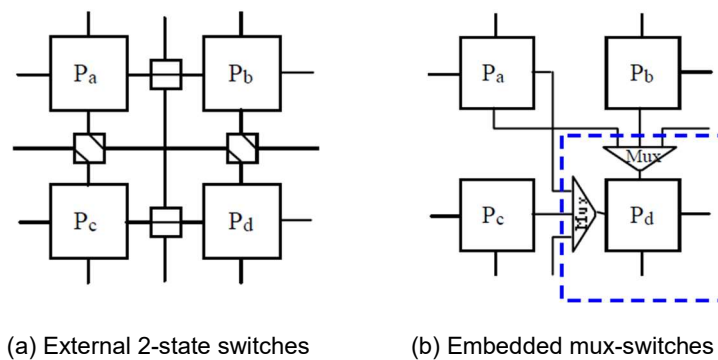 Pa
Pb
Pc
Pd
Pa
Pb
Mux
Pc
Mux
Pd
(a) External 2-state switches
(b) Embedded mux-switches